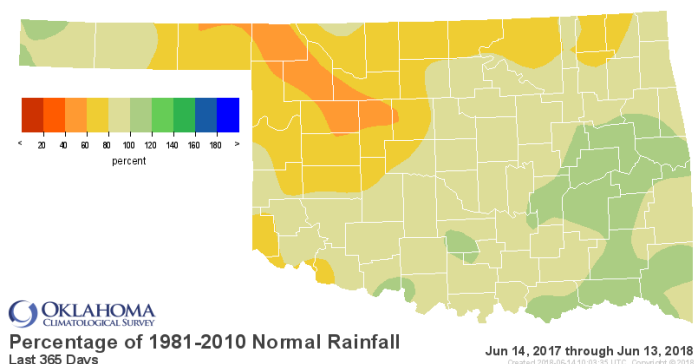 < 20 40 60 80 100 120 140 160 180 >
percent
OKLAHOMA
CLIMATOLOGICAL SURVEY
Percentage of 1981-2010 Normal Rainfall
Last 365 Days
Jun 14, 2017 through Jun 13, 2018